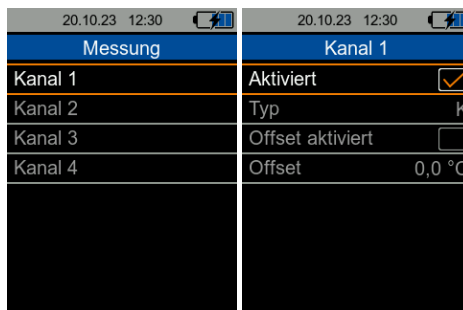 20.10.23 12:30
Messung
Kanal 1
Kanal 2
Kanal 3
Kanal 4
20.10.23 12:30
Kanal 1
Aktiviert
Typ K
Offset aktiviert
Offset 0,0 °C